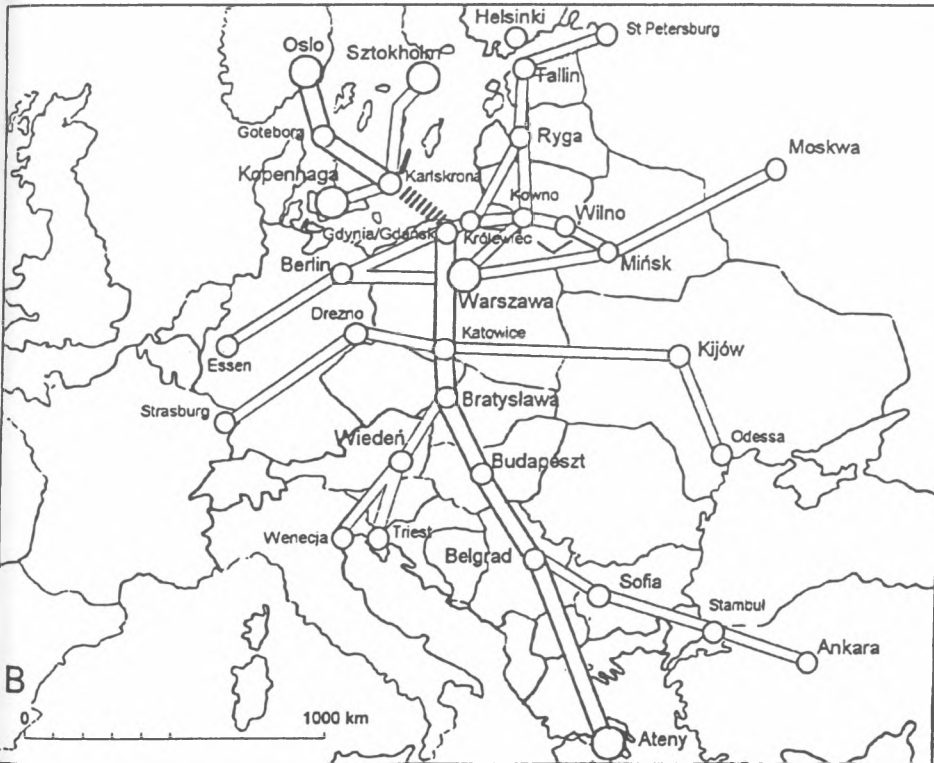 Helsinki
St Petersburg
Oslo
Sztokholm
Tallin
Goteborg
Ryga
Moskwa
Kopenhaga
Karlskrona
Kowno
Wilno
Gdynia/Gdańsk
Królewiec
Mińsk
Berlin
Warszawa
Drezno
Katowice
Kijów
Essen
Strasburg
Bratysława
Wiedeń
Odessa
Budapeszt
Wenecja
Triest
Belgrad
Sofia
Stambuł
Ankara
B
0
1000 km
Ateny